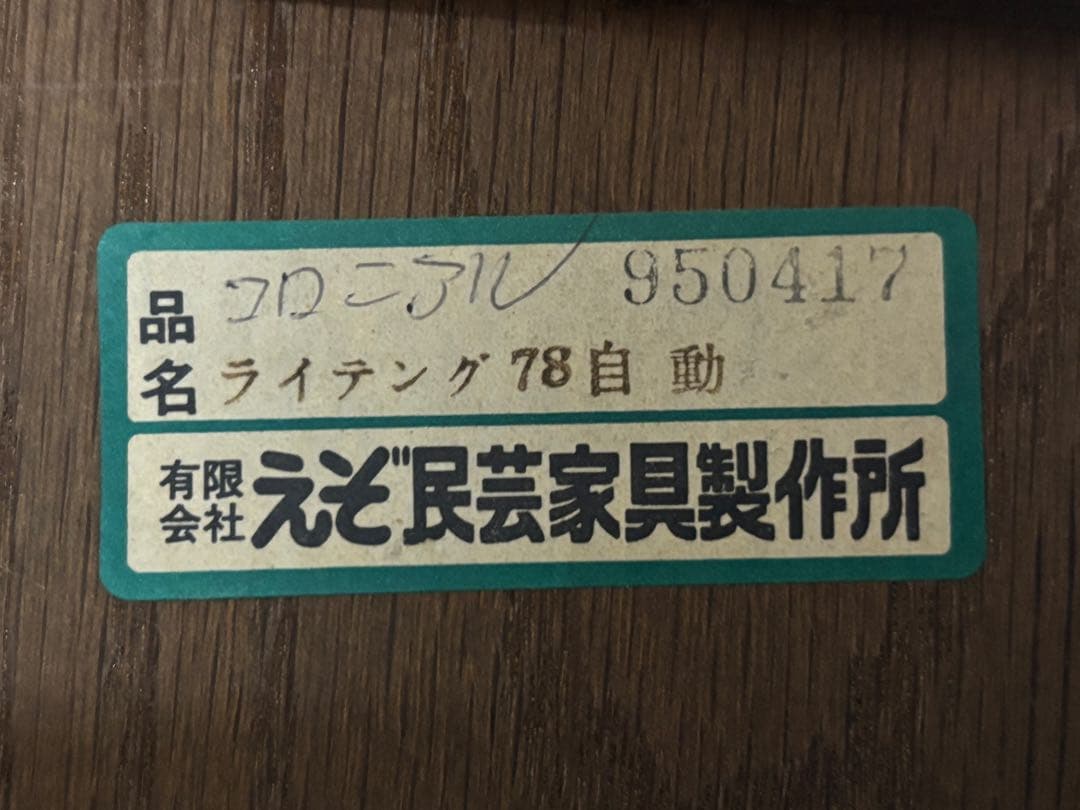 品名
コロニアル 950417
ライテング78自動
有限会社 えぞ民芸家具製作所